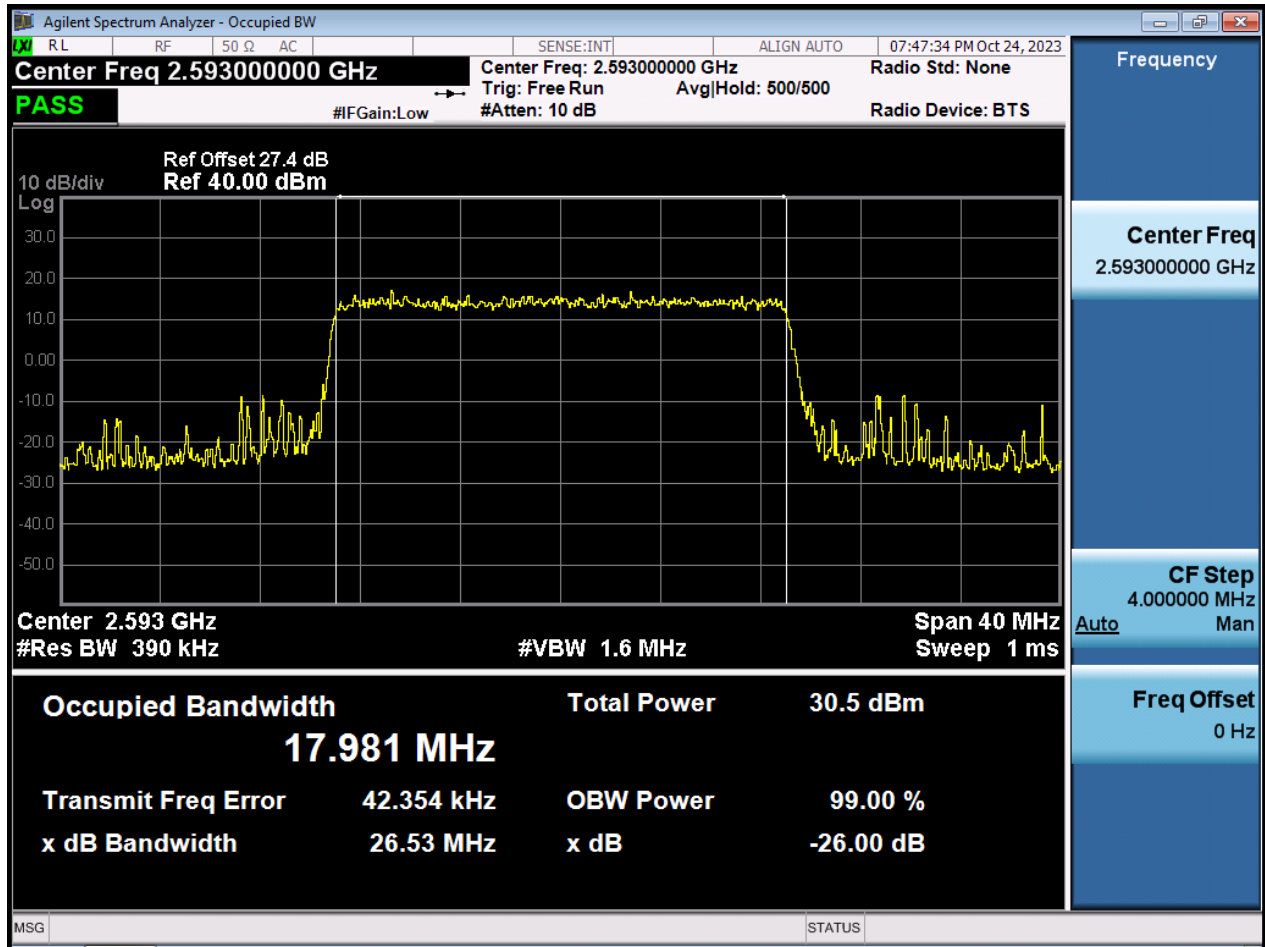 Agilent Spectrum Analyzer - Occupied BW
LXI RL RF 50 Ω AC SENSE:INT ALIGN AUTO 07:47:34 PM Oct 24, 2023
Center Freq 2.593000000 GHz
PASS
#IFGain:Low
Center Freq: 2.593000000 GHz
Trig: Free Run Avg|Hold: 500/500
#Atten: 10 dB
Radio Std: None
Radio Device: BTS
Ref Offset 27.4 dB
10 dB/div Ref 40.00 dBm
Log
30.0
20.0
10.0
0.00
-10.0
-20.0
-30.0
-40.0
-50.0
Center 2.593 GHz Span 40 MHz
#Res BW 390 kHz #VBW 1.6 MHz Sweep 1 ms
Occupied Bandwidth Total Power 30.5 dBm
17.981 MHz
Transmit Freq Error 42.354 kHz OBW Power 99.00 %
x dB Bandwidth 26.53 MHz x dB -26.00 dB
MSG STATUS
Frequency
Center Freq
2.593000000 GHz
CF Step
4.000000 MHz
Auto Man
Freq Offset
0 Hz